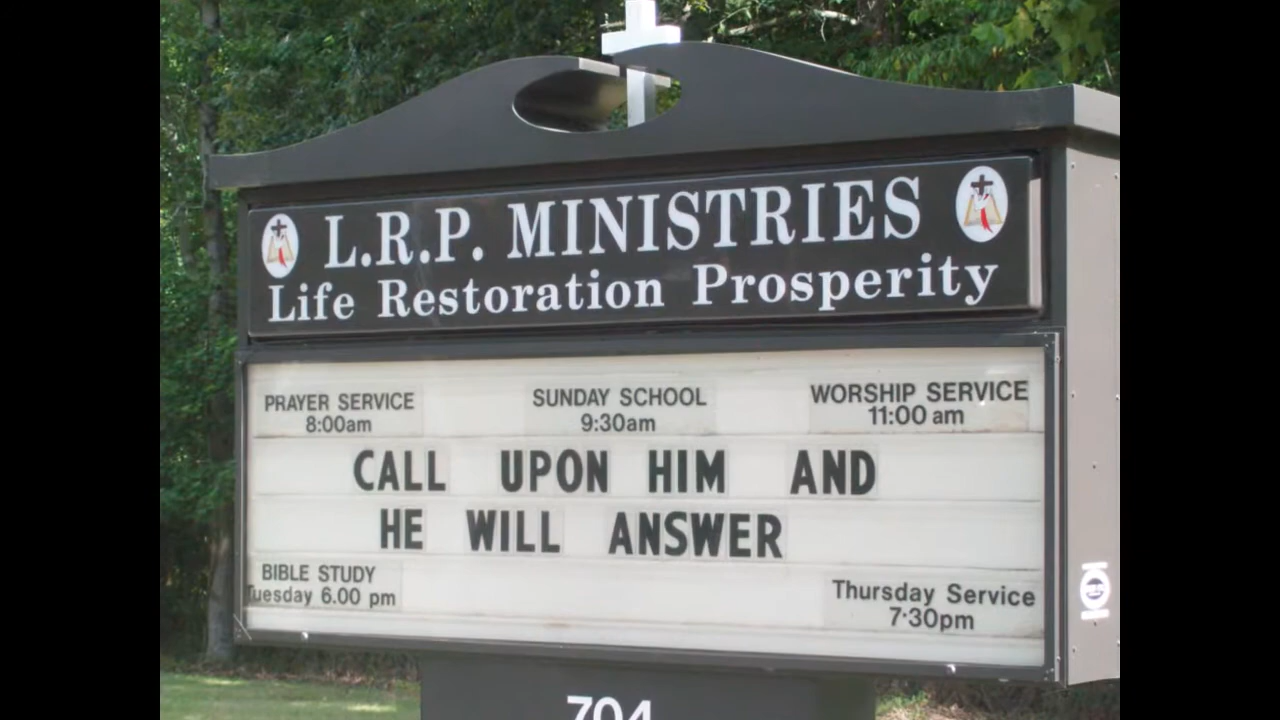 L.R.P. MINISTRIES
Life Restoration Prosperity
PRAYER SERVICE
8:00am
SUNDAY SCHOOL
9:30am
WORSHIP SERVICE
11:00 am
CALL UPON HIM AND
HE WILL ANSWER
BIBLE STUDY
Tuesday 6.00 pm
Thursday Service
7:30pm
704